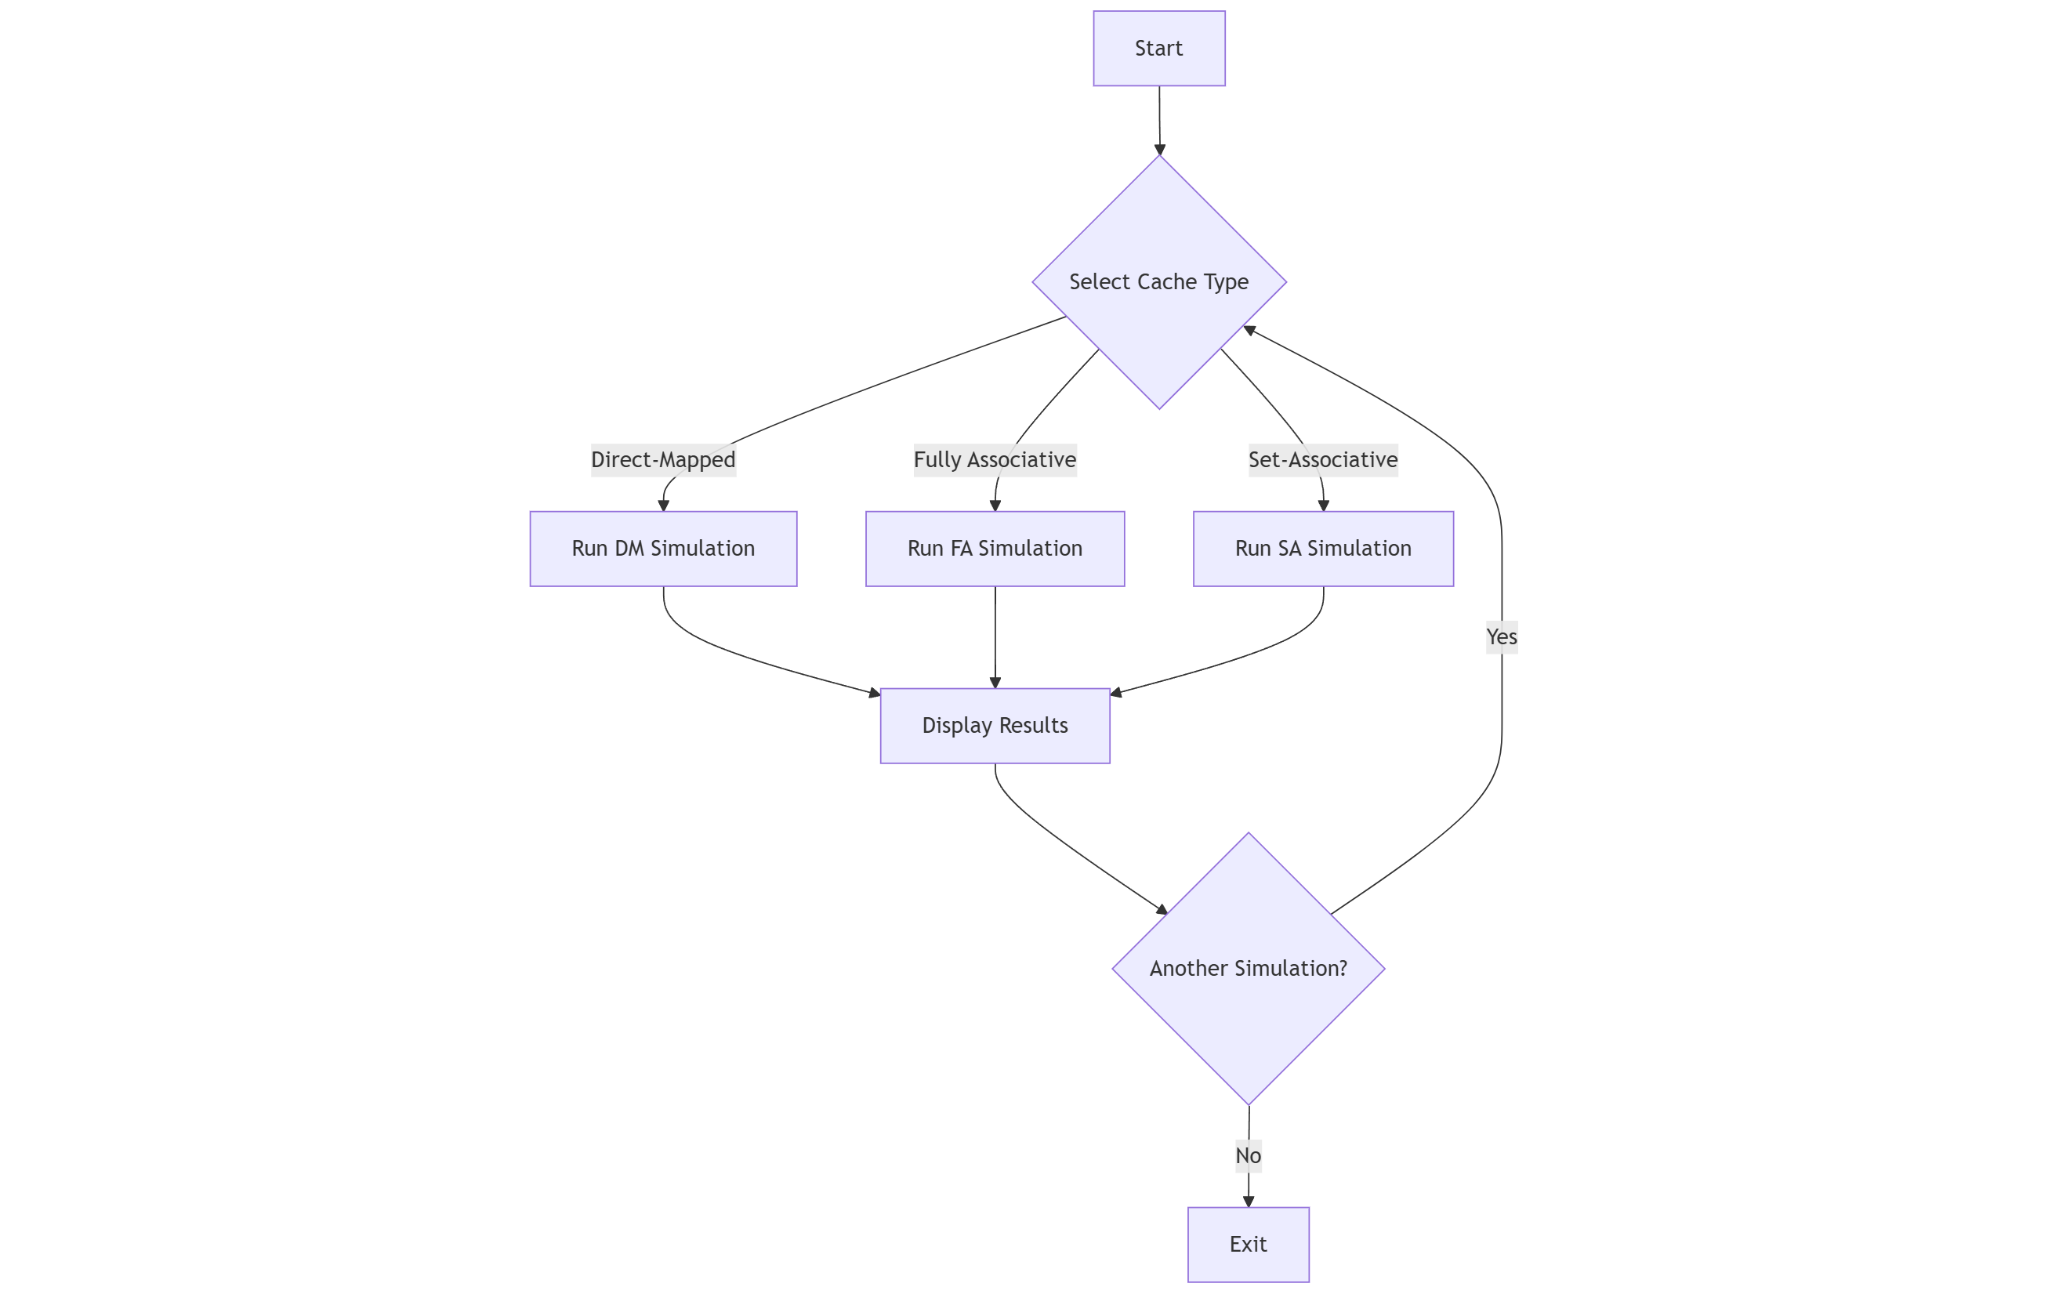 Start
Select Cache Type
Direct-Mapped
Fully Associative
Set-Associative
Run DM Simulation
Run FA Simulation
Run SA Simulation
Yes
Display Results
Another Simulation?
No
Exit